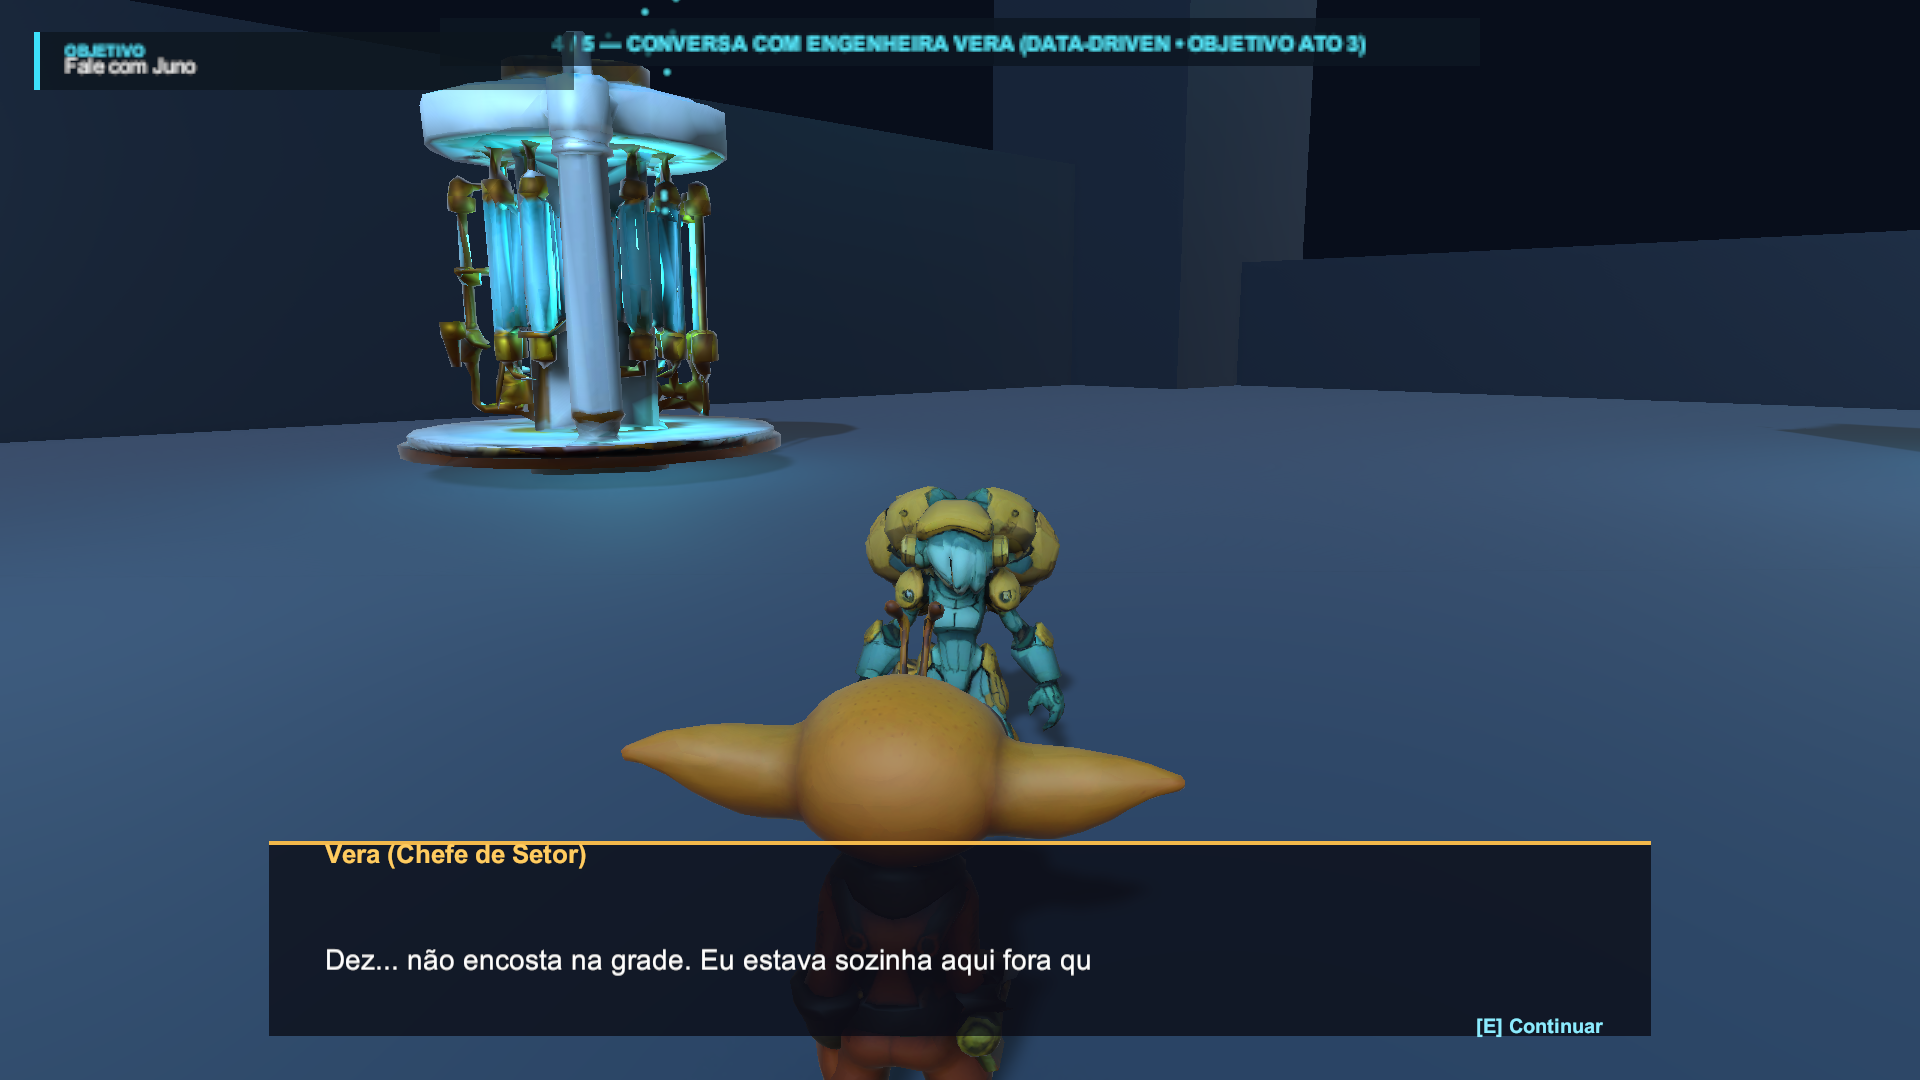 OBJETIVO
Fale com Juno
4 / 5 — CONVERSA COM ENGENHEIRA VERA (DATA-DRIVEN • OBJETIVO ATO 3)
Vera (Chefe de Setor)
Dez... não encosta na grade. Eu estava sozinha aqui fora qu
[E] Continuar